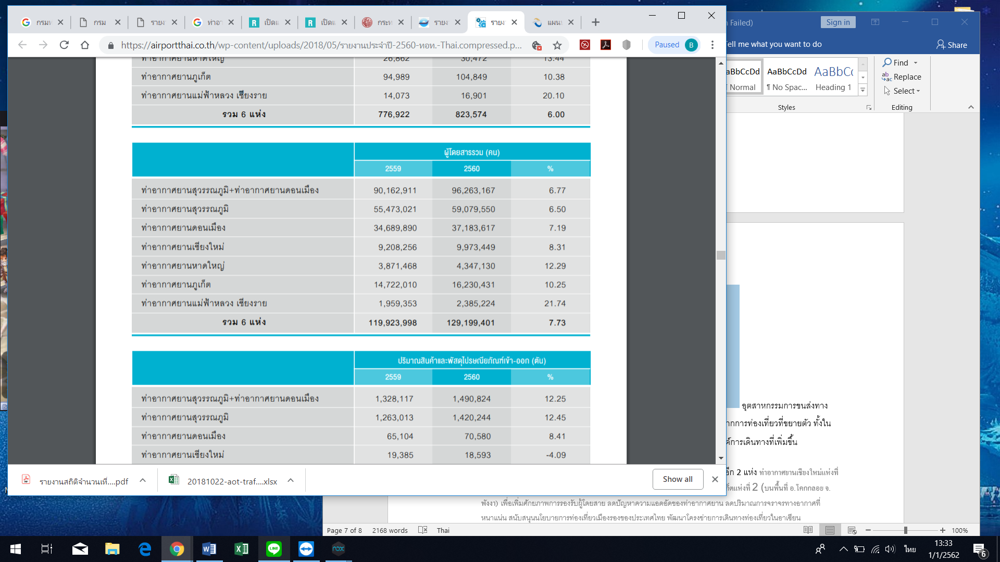 กรม
รายง
ท่าอ
เปิดแ
เปิดแ
กระท
รายง
รายง
แผน
Failed)
Sign in
https://airportthai.co.th/wp-content/uploads/2018/05/รายงานประจำปี-2560-ทอท.-Thai.compressed.p...
Paused B
ell me what you want to do
Share
ท่าอากาศยานหาดใหญ่ 26,862 30,472 13.44
ท่าอากาศยานภูเก็ต 94,989 104,849 10.38
ท่าอากาศยานแม่ฟ้าหลวง เชียงราย 14,073 16,901 20.10
รวม 6 แห่ง 776,922 823,574 6.00
aBbCcDd AaBbCcDd AaBbCc
Normal ¶ No Spac... Heading 1
Styles
Find
Replace
Select
Editing
ผู้โดยสารรวม (คน)
2559 2560 %
ท่าอากาศยานสุวรรณภูมิ+ท่าอากาศยานดอนเมือง 90,162,911 96,263,167 6.77
ท่าอากาศยานสุวรรณภูมิ 55,473,021 59,079,550 6.50
ท่าอากาศยานดอนเมือง 34,689,890 37,183,617 7.19
ท่าอากาศยานเชียงใหม่ 9,208,256 9,973,449 8.31
ท่าอากาศยานหาดใหญ่ 3,871,468 4,347,130 12.29
ท่าอากาศยานภูเก็ต 14,722,010 16,230,431 10.25
ท่าอากาศยานแม่ฟ้าหลวง เชียงราย 1,959,353 2,385,224 21.74
รวม 6 แห่ง 119,923,998 129,199,401 7.73
ปริมาณสินค้าและพัสดุไปรษณียภัณฑ์เข้า-ออก (ตัน)
2559 2560 %
ท่าอากาศยานสุวรรณภูมิ+ท่าอากาศยานดอนเมือง 1,328,117 1,490,824 12.25
ท่าอากาศยานสุวรรณภูมิ 1,263,013 1,420,244 12.45
ท่าอากาศยานดอนเมือง 65,104 70,580 8.41
ท่าอากาศยานเชียงใหม่ 19,385 18,593 -4.09
อุตสาหกรรมการขนส่งทาง
ากการท่องเที่ยวที่ขยายตัว ทั้งใน
ค์การเดินทางที่เพิ่มขึ้น
อีก 2 แห่ง ท่าอากาศยานเชียงใหม่แห่งที่
ก็ตแห่งที่ 2 (บนพื้นที่ อ.โคกกลอย จ.
พังงา) เพื่อเพิ่มศักยภาพการรองรับผู้โดยสาย ลดปัญหาความแออัดของท่าอากาศยาน ลดปริมาณการจราจรทางอากาศที่
หนาแน่น สนับสนุนนโยบายการท่องเที่ยวเมืองรองของประเทศไทย พัฒนาโครงข่ายการเดินทางท่องเที่ยวในอาเซียน
รายงานสถิติจำนวนเที่....pdf
20181022-aot-traf....xlsx
Show all
Page 7 of 8 2168 words Thai
100%
nox
ไทย
13:33
1/1/2562
6